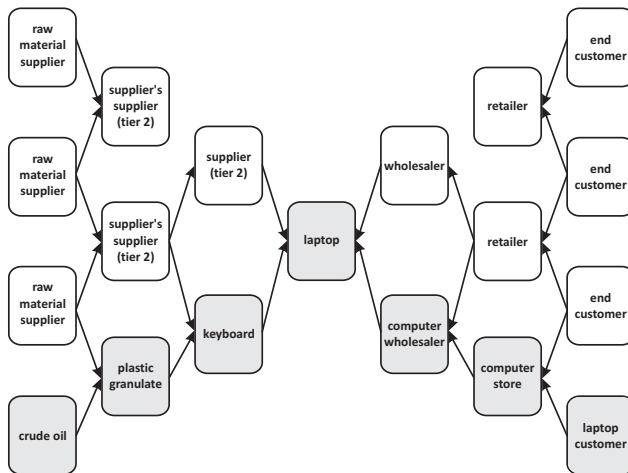 raw
material
supplier
end
customer
supplier's
supplier
(tier 2)
retailer
raw
material
supplier
supplier
(tier 2)
wholesaler
end
customer
supplier's
supplier
(tier 2)
laptop
retailer
raw
material
supplier
keyboard
computer
wholesaler
end
customer
plastic
granulate
computer
store
crude oil
laptop
customer